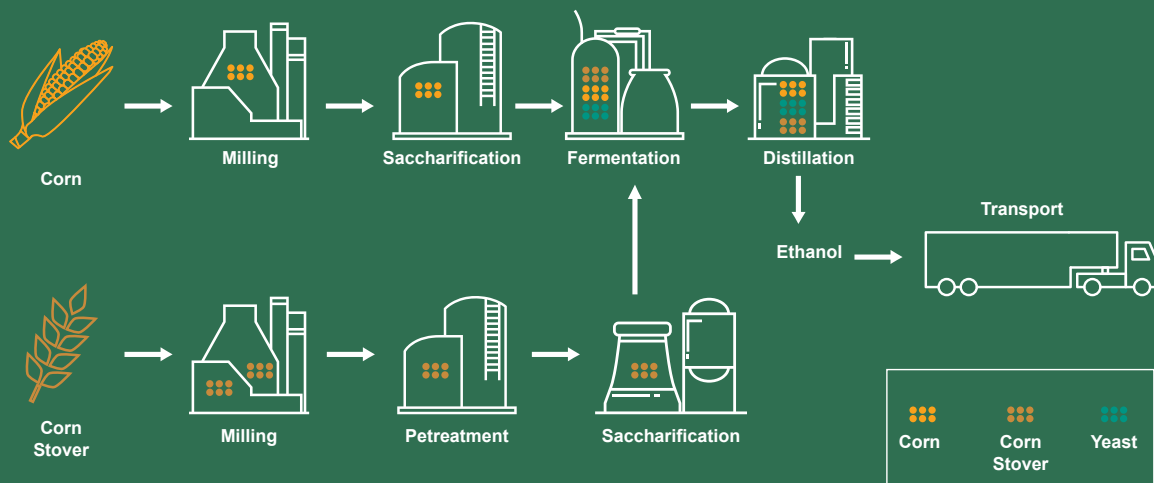 Corn
Milling
Saccharification
Fermentation
Distillation
Ethanol
Transport
Corn
Stover
Milling
Petreatment
Saccharification
Corn
Corn
Stover
Yeast